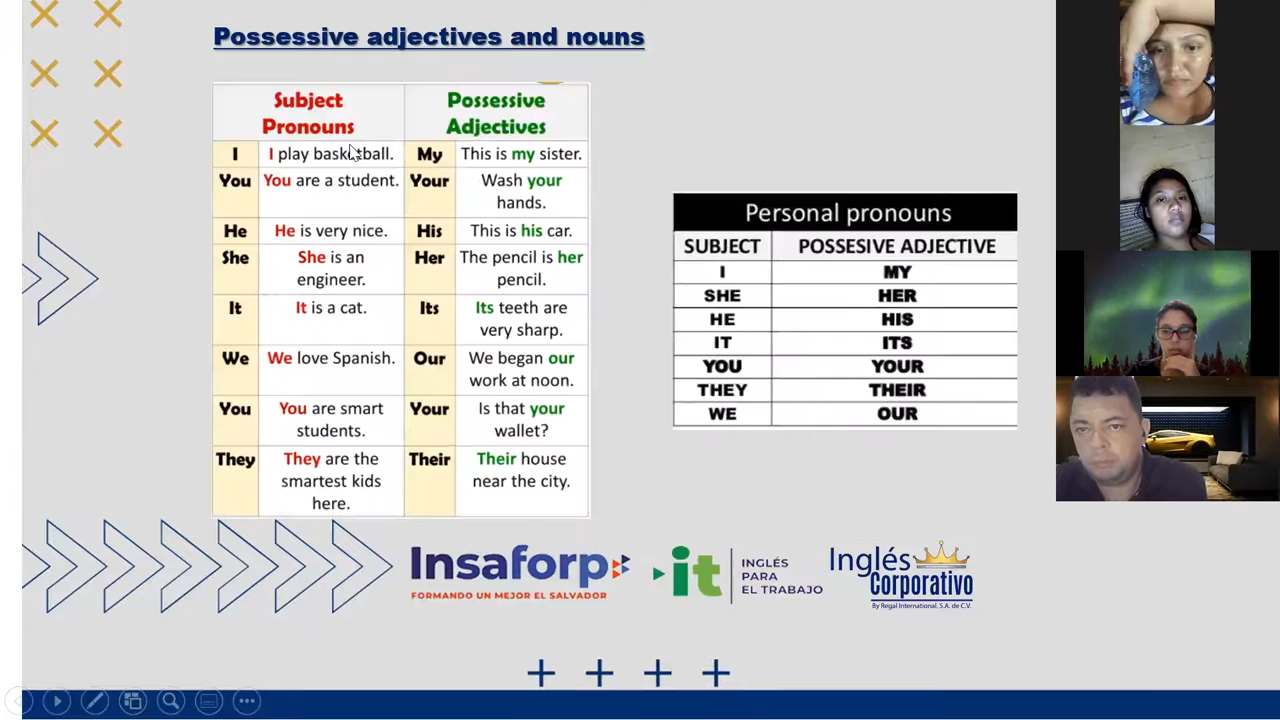 Possessive adjectives and nouns
Subject Pronouns
Possessive Adjectives
I
I play basketball.
My
This is my sister.
You
You are a student.
Your
Wash your hands.
He
He is very nice.
His
This is his car.
She
She is an engineer.
Her
The pencil is her pencil.
It
It is a cat.
Its
Its teeth are very sharp.
We
We love Spanish.
Our
We began our work at noon.
You
You are smart students.
Your
Is that your wallet?
They
They are the smartest kids here.
Their
Their house near the city.
Personal pronouns
SUBJECT
POSSESIVE ADJECTIVE
I
MY
SHE
HER
HE
HIS
IT
ITS
YOU
YOUR
THEY
THEIR
WE
OUR
Insaforp
FORMANDO UN MEJOR EL SALVADOR
it
INGLÉS
PARA
EL TRABAJO
Inglés
Corporativo
By Regal International, S.A. de C.V.